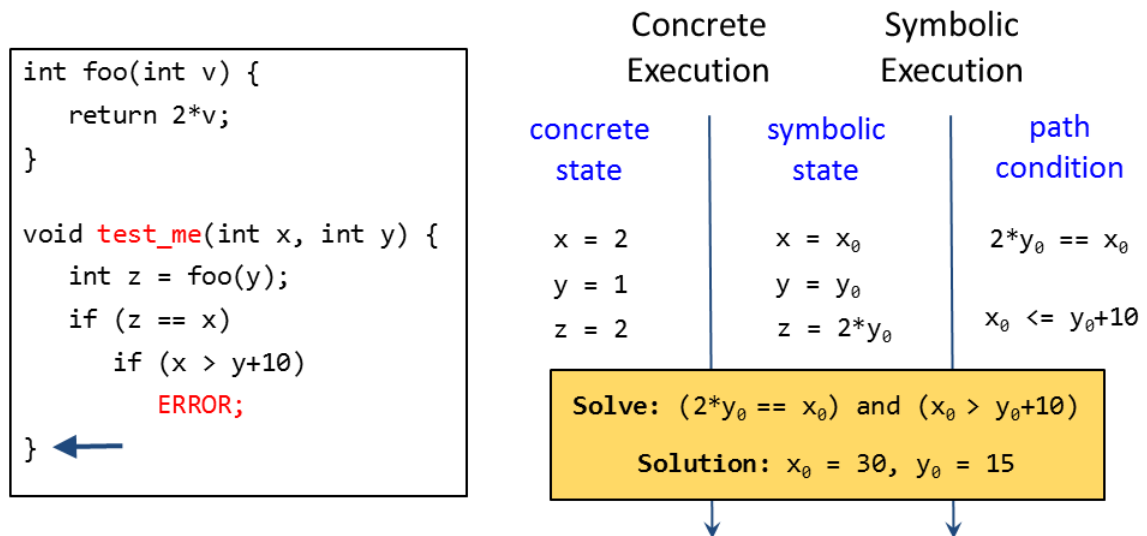 int foo(int v) {
return 2*v;
}
void test_me(int x, int y) {
int z = foo(y);
if (z == x)
if (x > y+10)
ERROR;
}
Concrete
Execution
Symbolic
Execution
concrete
state
symbolic
state
path
condition
x = 2
y = 1
z = 2
x = x₀
y = y₀
z = 2*y₀
2*y₀ == x₀
x₀ <= y₀+10
Solve: (2*y₀ == x₀) and (x₀ > y₀+10)
Solution: x₀ = 30, y₀ = 15